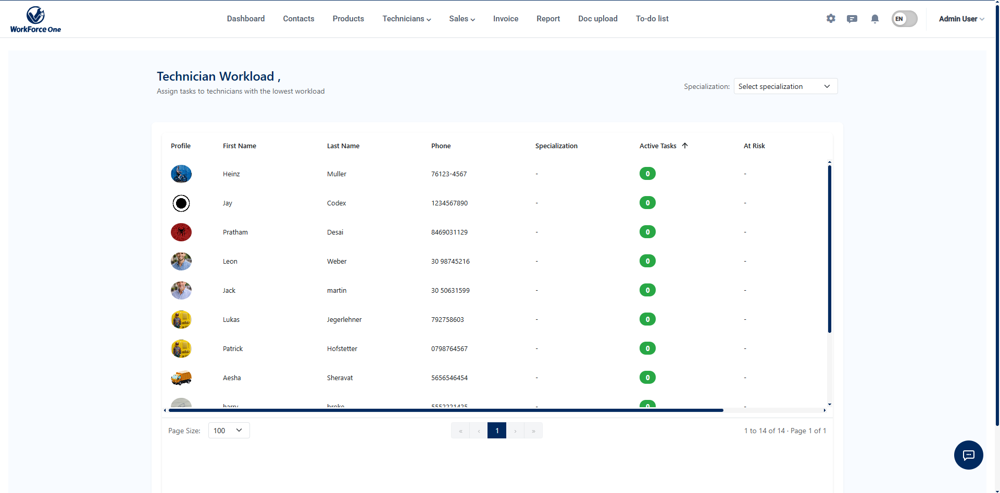 WorkForce One
Dashboard Contacts Products Technicians Sales Invoice Report Doc upload To-do list EN Admin User
Technician Workload ,
Assign tasks to technicians with the lowest workload
Specialization: Select specialization
Profile First Name Last Name Phone Specialization Active Tasks At Risk
Heinz Muller 76123-4567 - 0 -
Jay Codex 1234567890 - 0 -
Pratham Desai 8469031129 - 0 -
Leon Weber 30 98745216 - 0 -
Jack martin 30 50631599 - 0 -
Lukas Jegerlehner 792758603 - 0 -
Patrick Hofstetter 0798764567 - 0 -
Aesha Sheravat 5656546454 - 0 -
harry broke 5552221425 - 0 -
Page Size: 100 « ‹ 1 › » 1 to 14 of 14 · Page 1 of 1